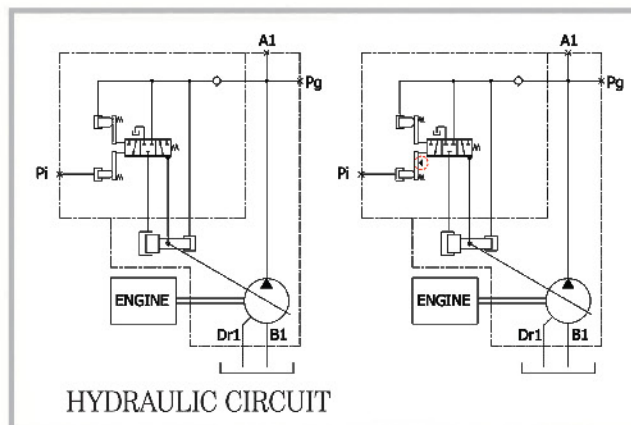 A1
Pg
Pi
ENGINE
Dr1
B1
A1
Pg
Pi
ENGINE
Dr1
B1
HYDRAULIC CIRCUIT